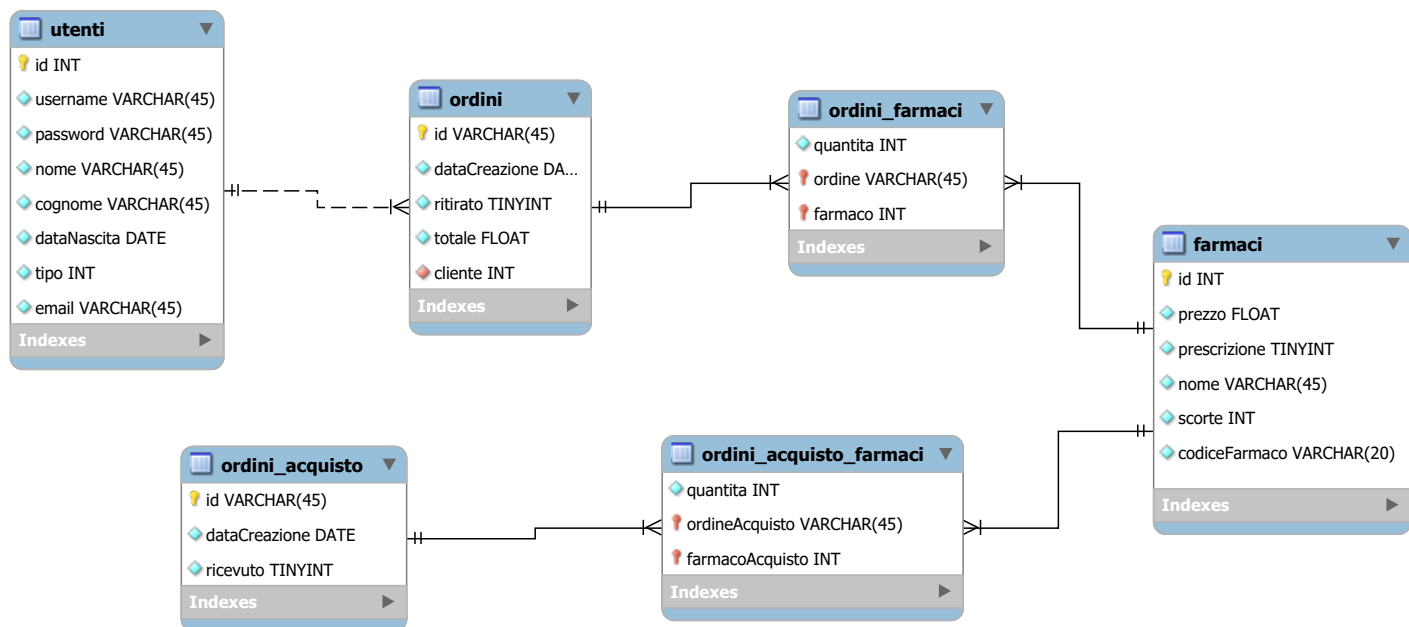 utenti
id INT
username VARCHAR(45)
password VARCHAR(45)
nome VARCHAR(45)
cognome VARCHAR(45)
dataNascita DATE
tipo INT
email VARCHAR(45)
Indexes
ordini
id VARCHAR(45)
dataCreazione DA...
ritirato TINYINT
totale FLOAT
cliente INT
Indexes
ordini_farmaci
quantita INT
ordine VARCHAR(45)
farmaco INT
Indexes
farmaci
id INT
prezzo FLOAT
prescrizione TINYINT
nome VARCHAR(45)
scorte INT
codiceFarmaco VARCHAR(20)
Indexes
ordini_acquisto
id VARCHAR(45)
dataCreazione DATE
ricevuto TINYINT
Indexes
ordini_acquisto_farmaci
quantita INT
ordineAcquisto VARCHAR(45)
farmacoAcquisto INT
Indexes